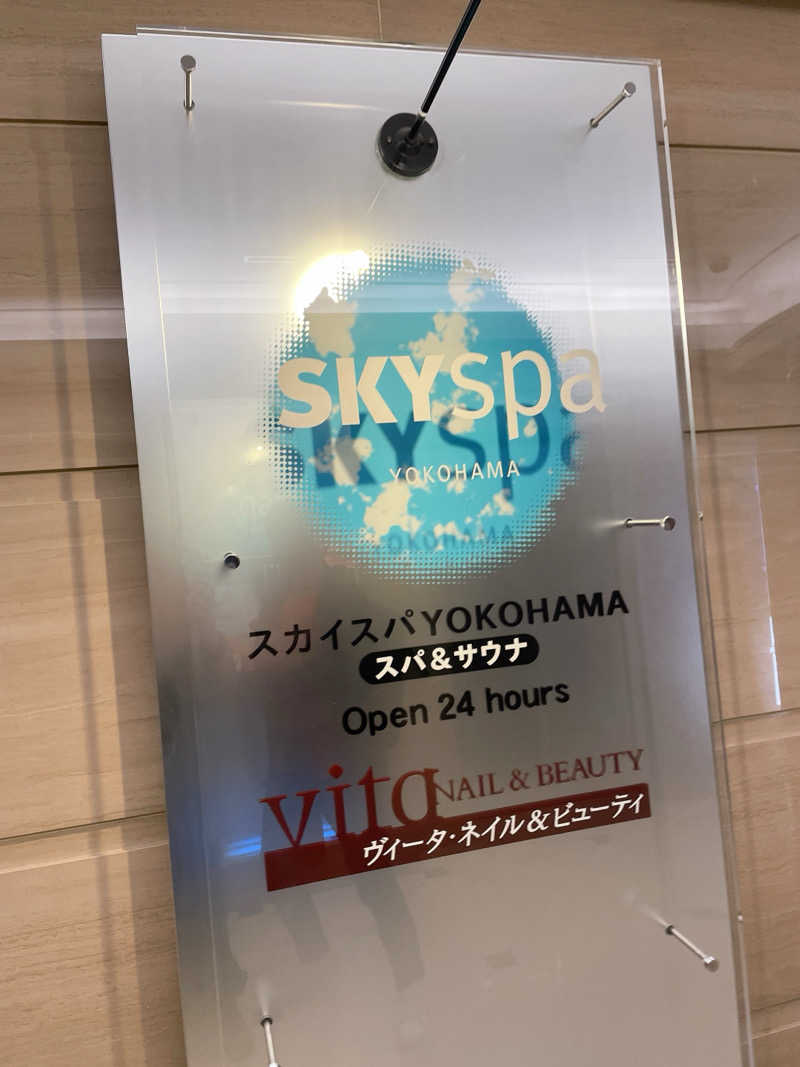 SKYspa
YOKOHAMA
スカイスパYOKOHAMA
スパ&サウナ
Open 24 hours
vita NAIL & BEAUTY
ヴィータ・ネイル&ビューティ